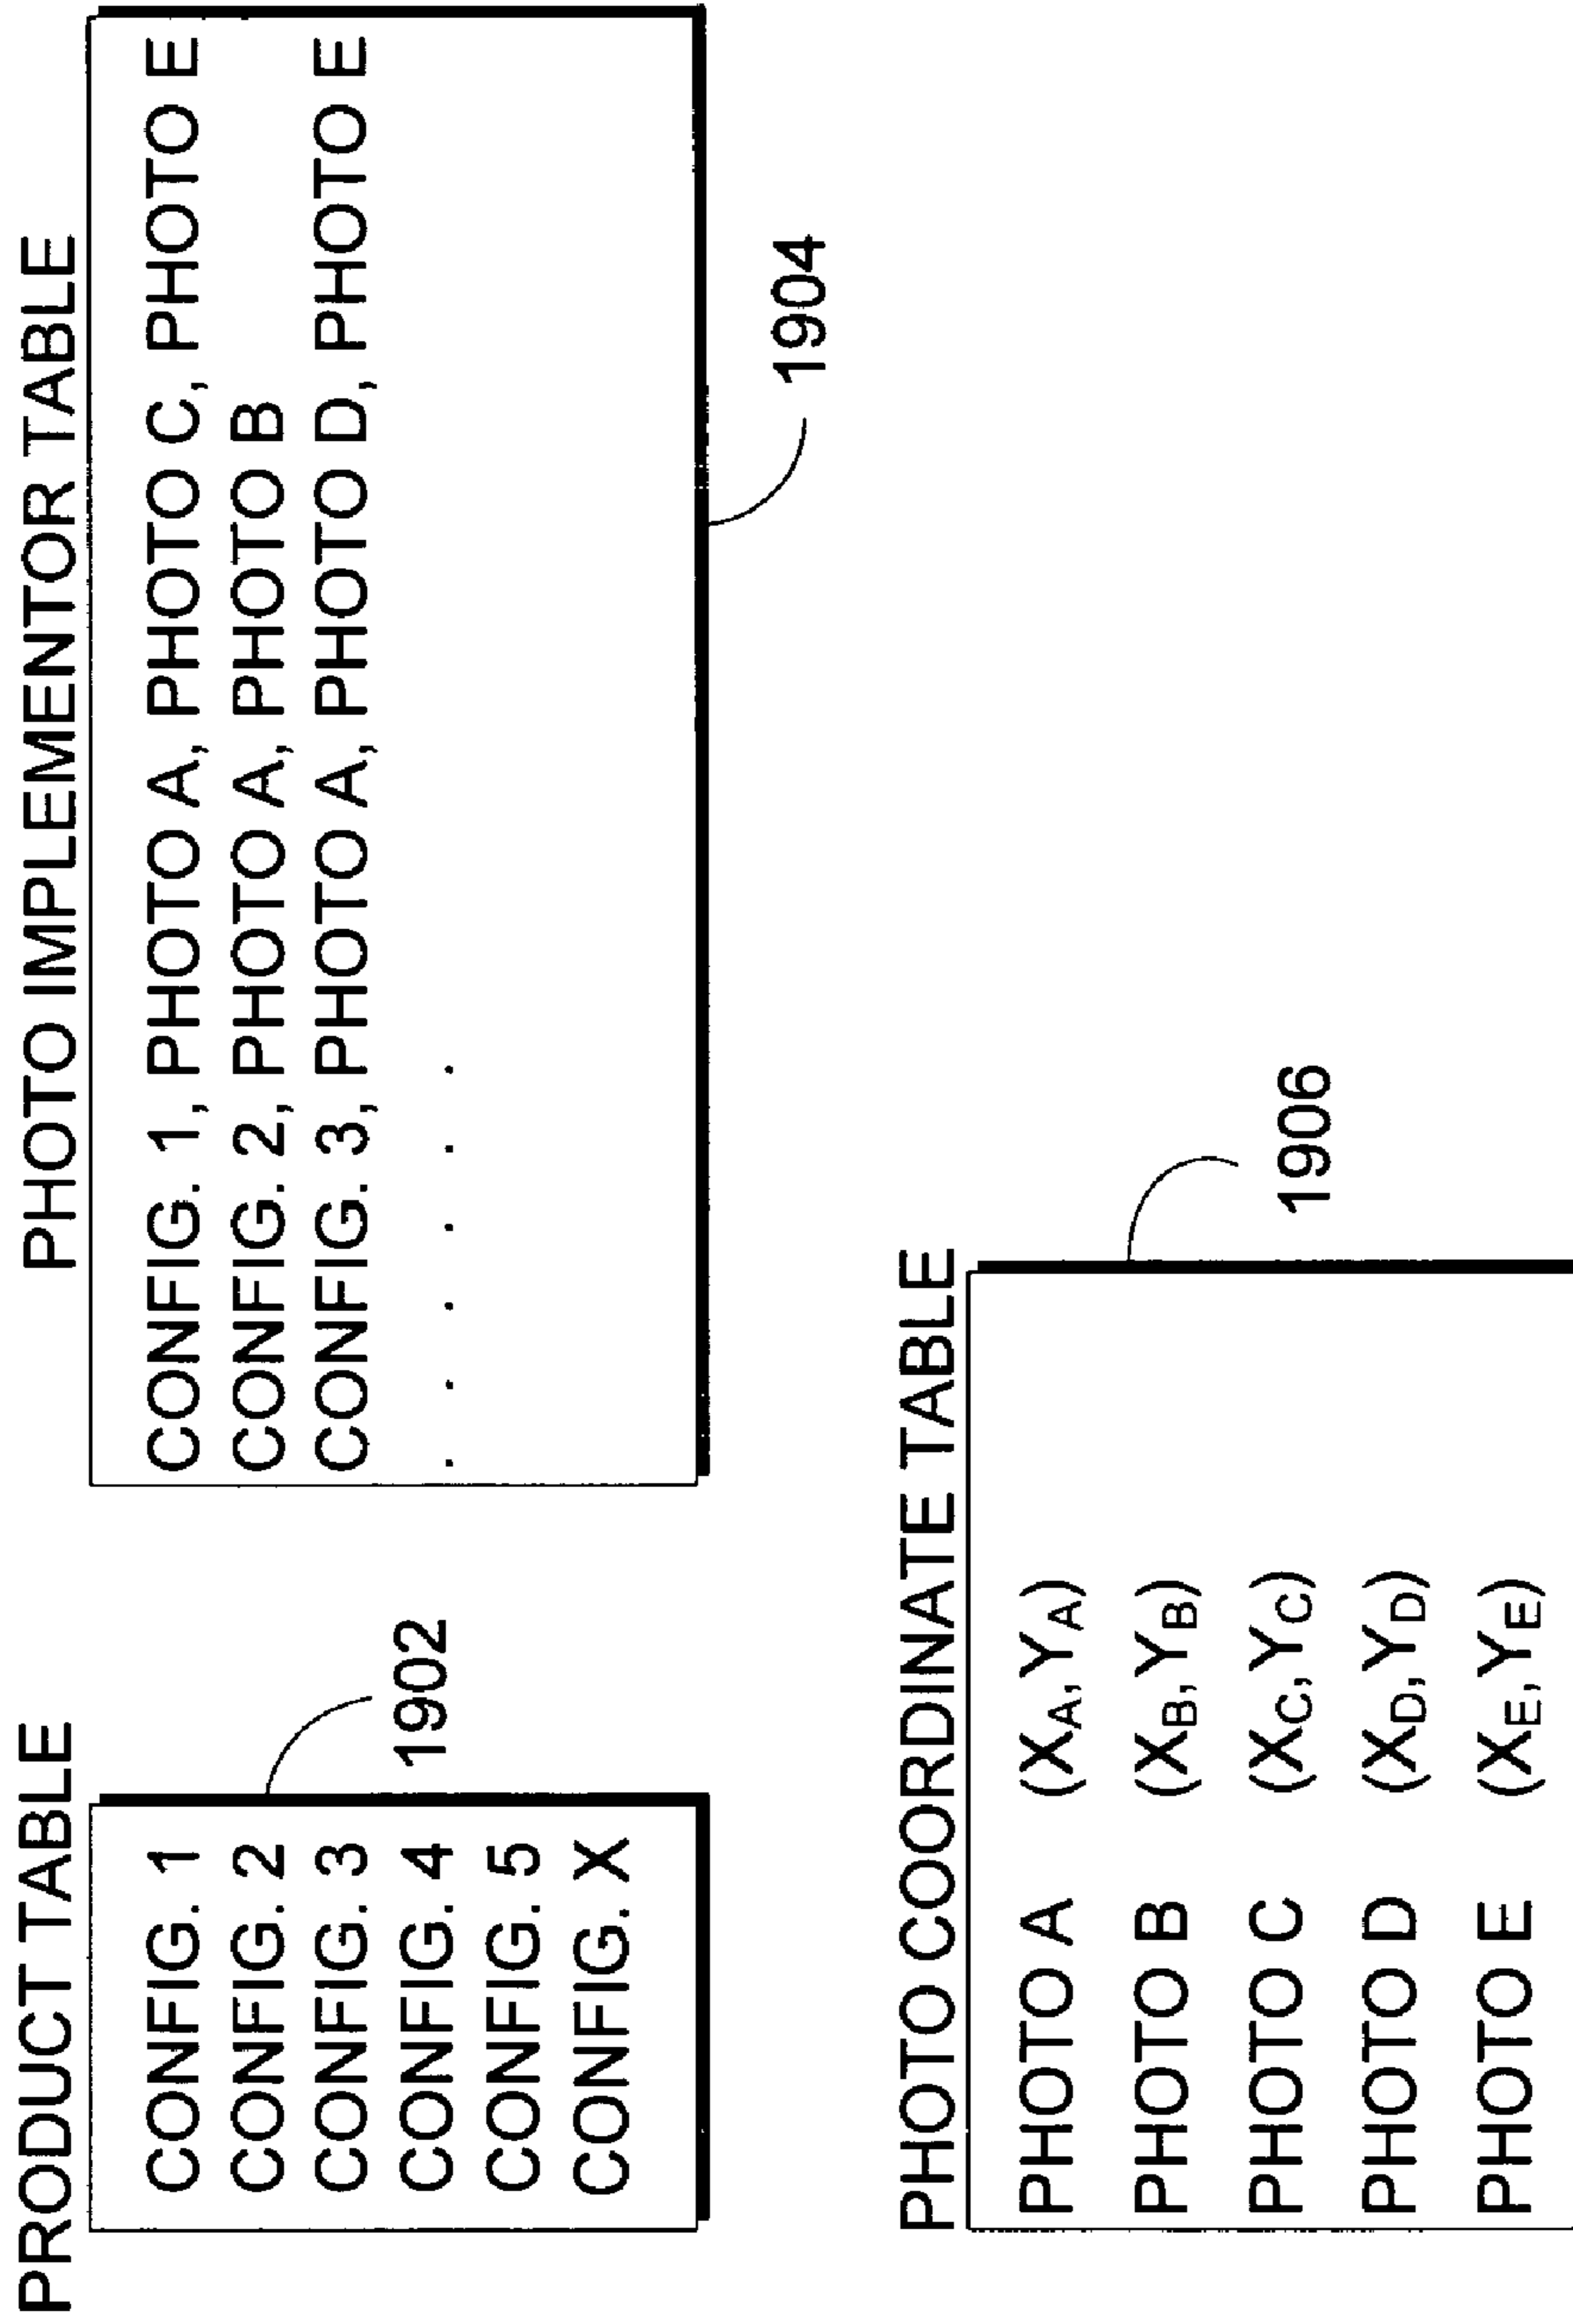 PRODUCT TABLE
CONFIG. 1
CONFIG. 2
CONFIG. 3
CONFIG. 4
CONFIG. 5
CONFIG. X
1902
PHOTO IMPLEMENTOR TABLE
CONFIG. 1, PHOTO A, PHOTO C, PHOTO E
CONFIG. 2, PHOTO A, PHOTO B
CONFIG. 3, PHOTO A, PHOTO D, PHOTO E
. . . . . .
1904
PHOTO COORDINATE TABLE
PHOTO A (XA,YA)
PHOTO B (XB,YB)
PHOTO C (XC,YC)
PHOTO D (XD,YD)
PHOTO E (XE,YE)
1906